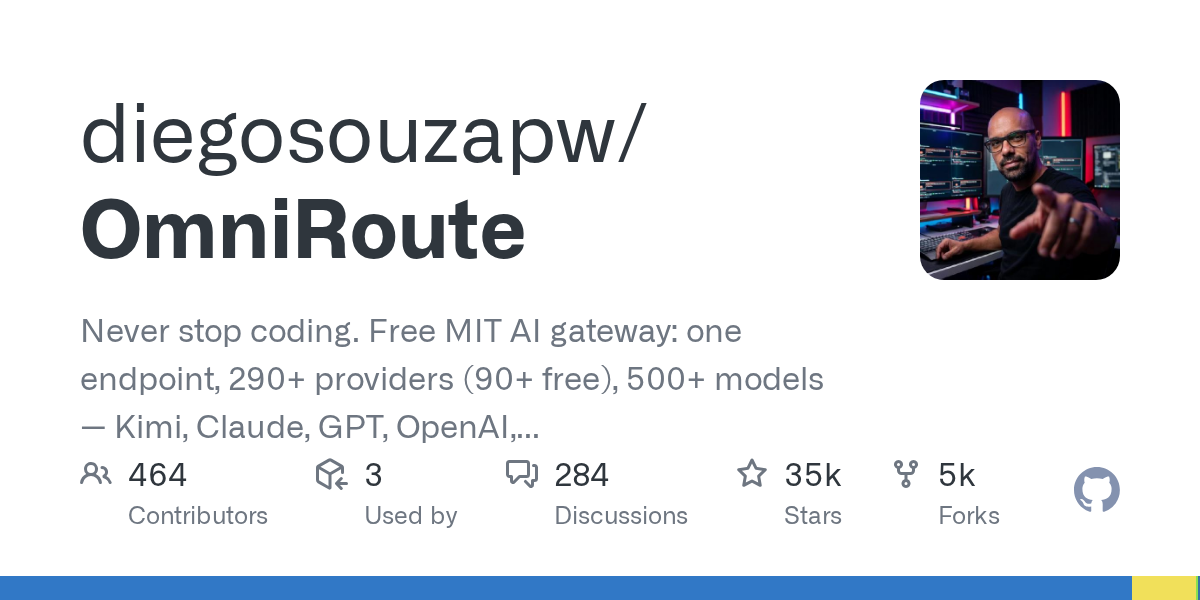 diegosouzapw/
OmniRoute
Never stop coding. Free MIT AI gateway: one
endpoint, 290+ providers (90+ free), 500+ models
— Kimi, Claude, GPT, OpenAI,...
464
Contributors
3
Used by
284
Discussions
35k
Stars
5k
Forks